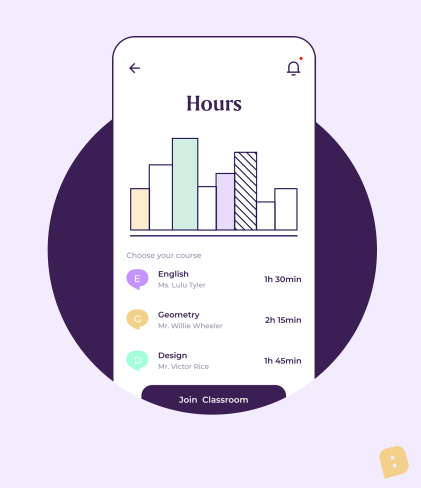 Hours
Choose your course
E
English
Ms. Lulu Tyler
1h 30min
G
Geometry
Mr. Willie Wheeler
2h 15min
D
Design
Mr. Victor Rice
1h 45min
Join Classroom